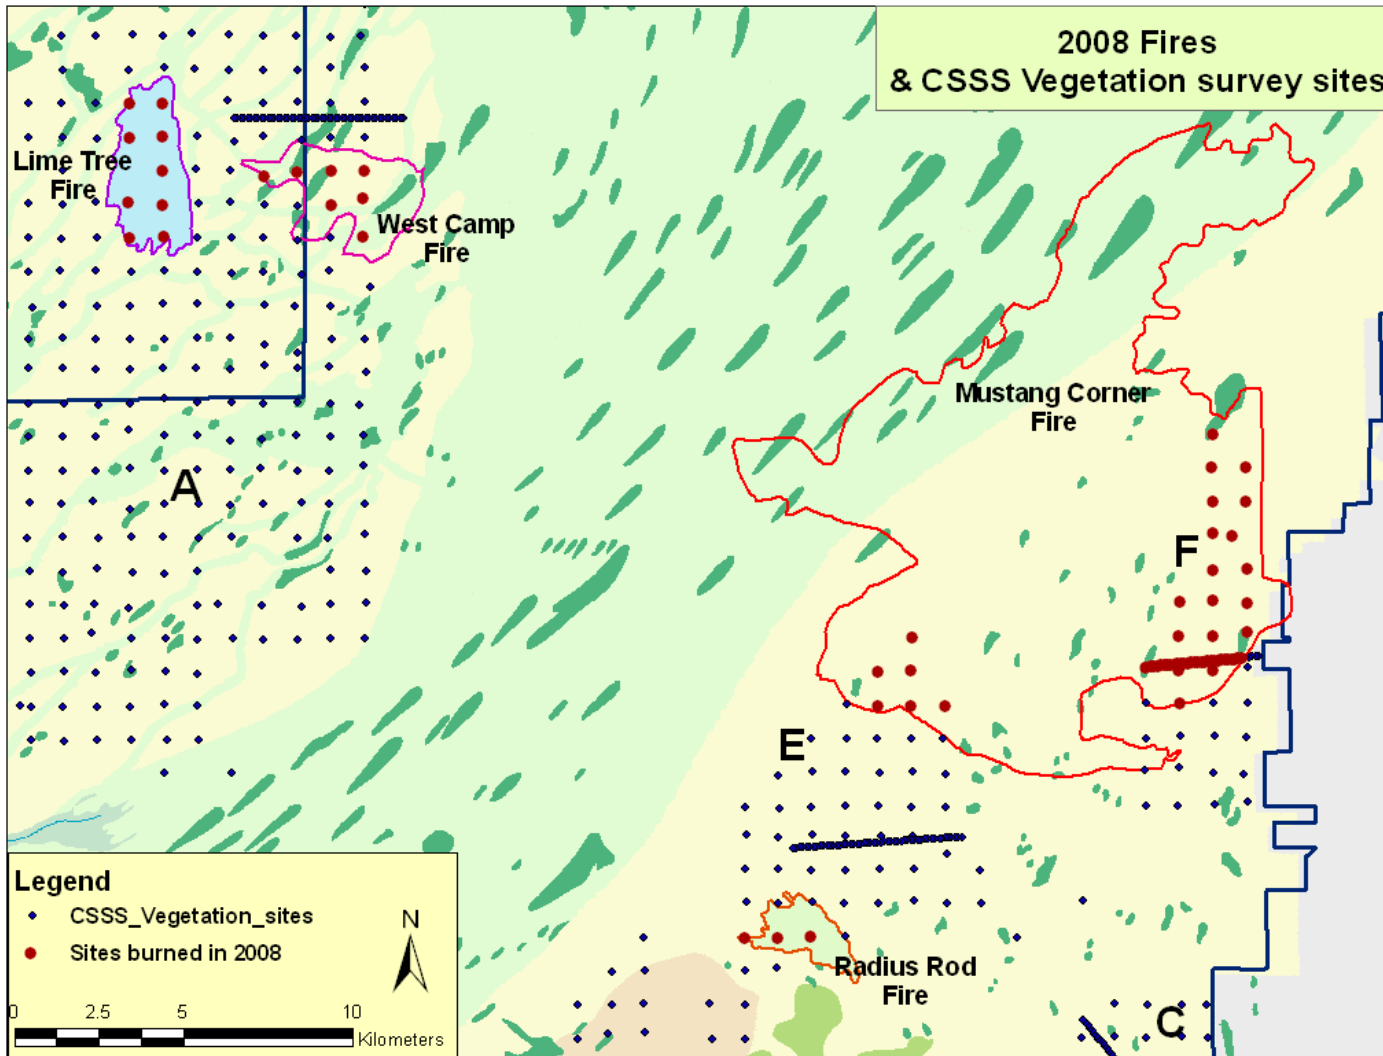 2008 Fires
& CSSS Vegetation survey sites
Lime Tree
Fire
West Camp
Fire
Mustang Corner
Fire
A
F
E
Radius Rod
Fire
C
Legend
CSSS_Vegetation_sites
Sites burned in 2008
N
0 2.5 5 10
Kilometers